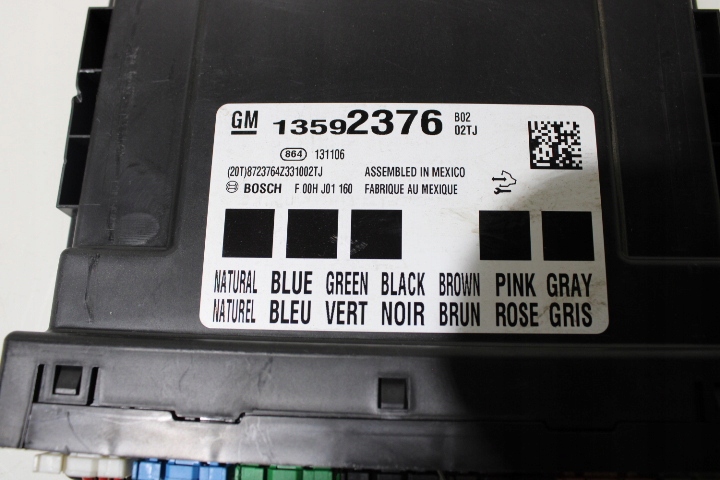 GM 13592376 B02
02TJ
864 131106
(20T)8723764Z331002TJ ASSEMBLED IN MEXICO
BOSCH F 00H J01 160 FABRIQUE AU MEXIQUE
NATURAL BLUE GREEN BLACK BROWN PINK GRAY
NATUREL BLEU VERT NOIR BRUN ROSE GRIS